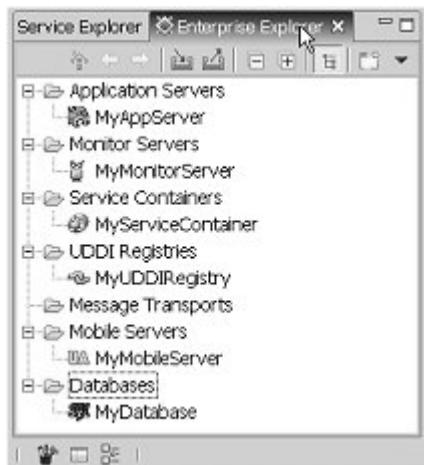 Service Explorer Enterprise Explorer
Application Servers
MyAppServer
Monitor Servers
MyMonitorServer
Service Containers
MyServiceContainer
UDDI Registries
MyUDDIRegistry
Message Transports
Mobile Servers
MyMobileServer
Databases
MyDatabase